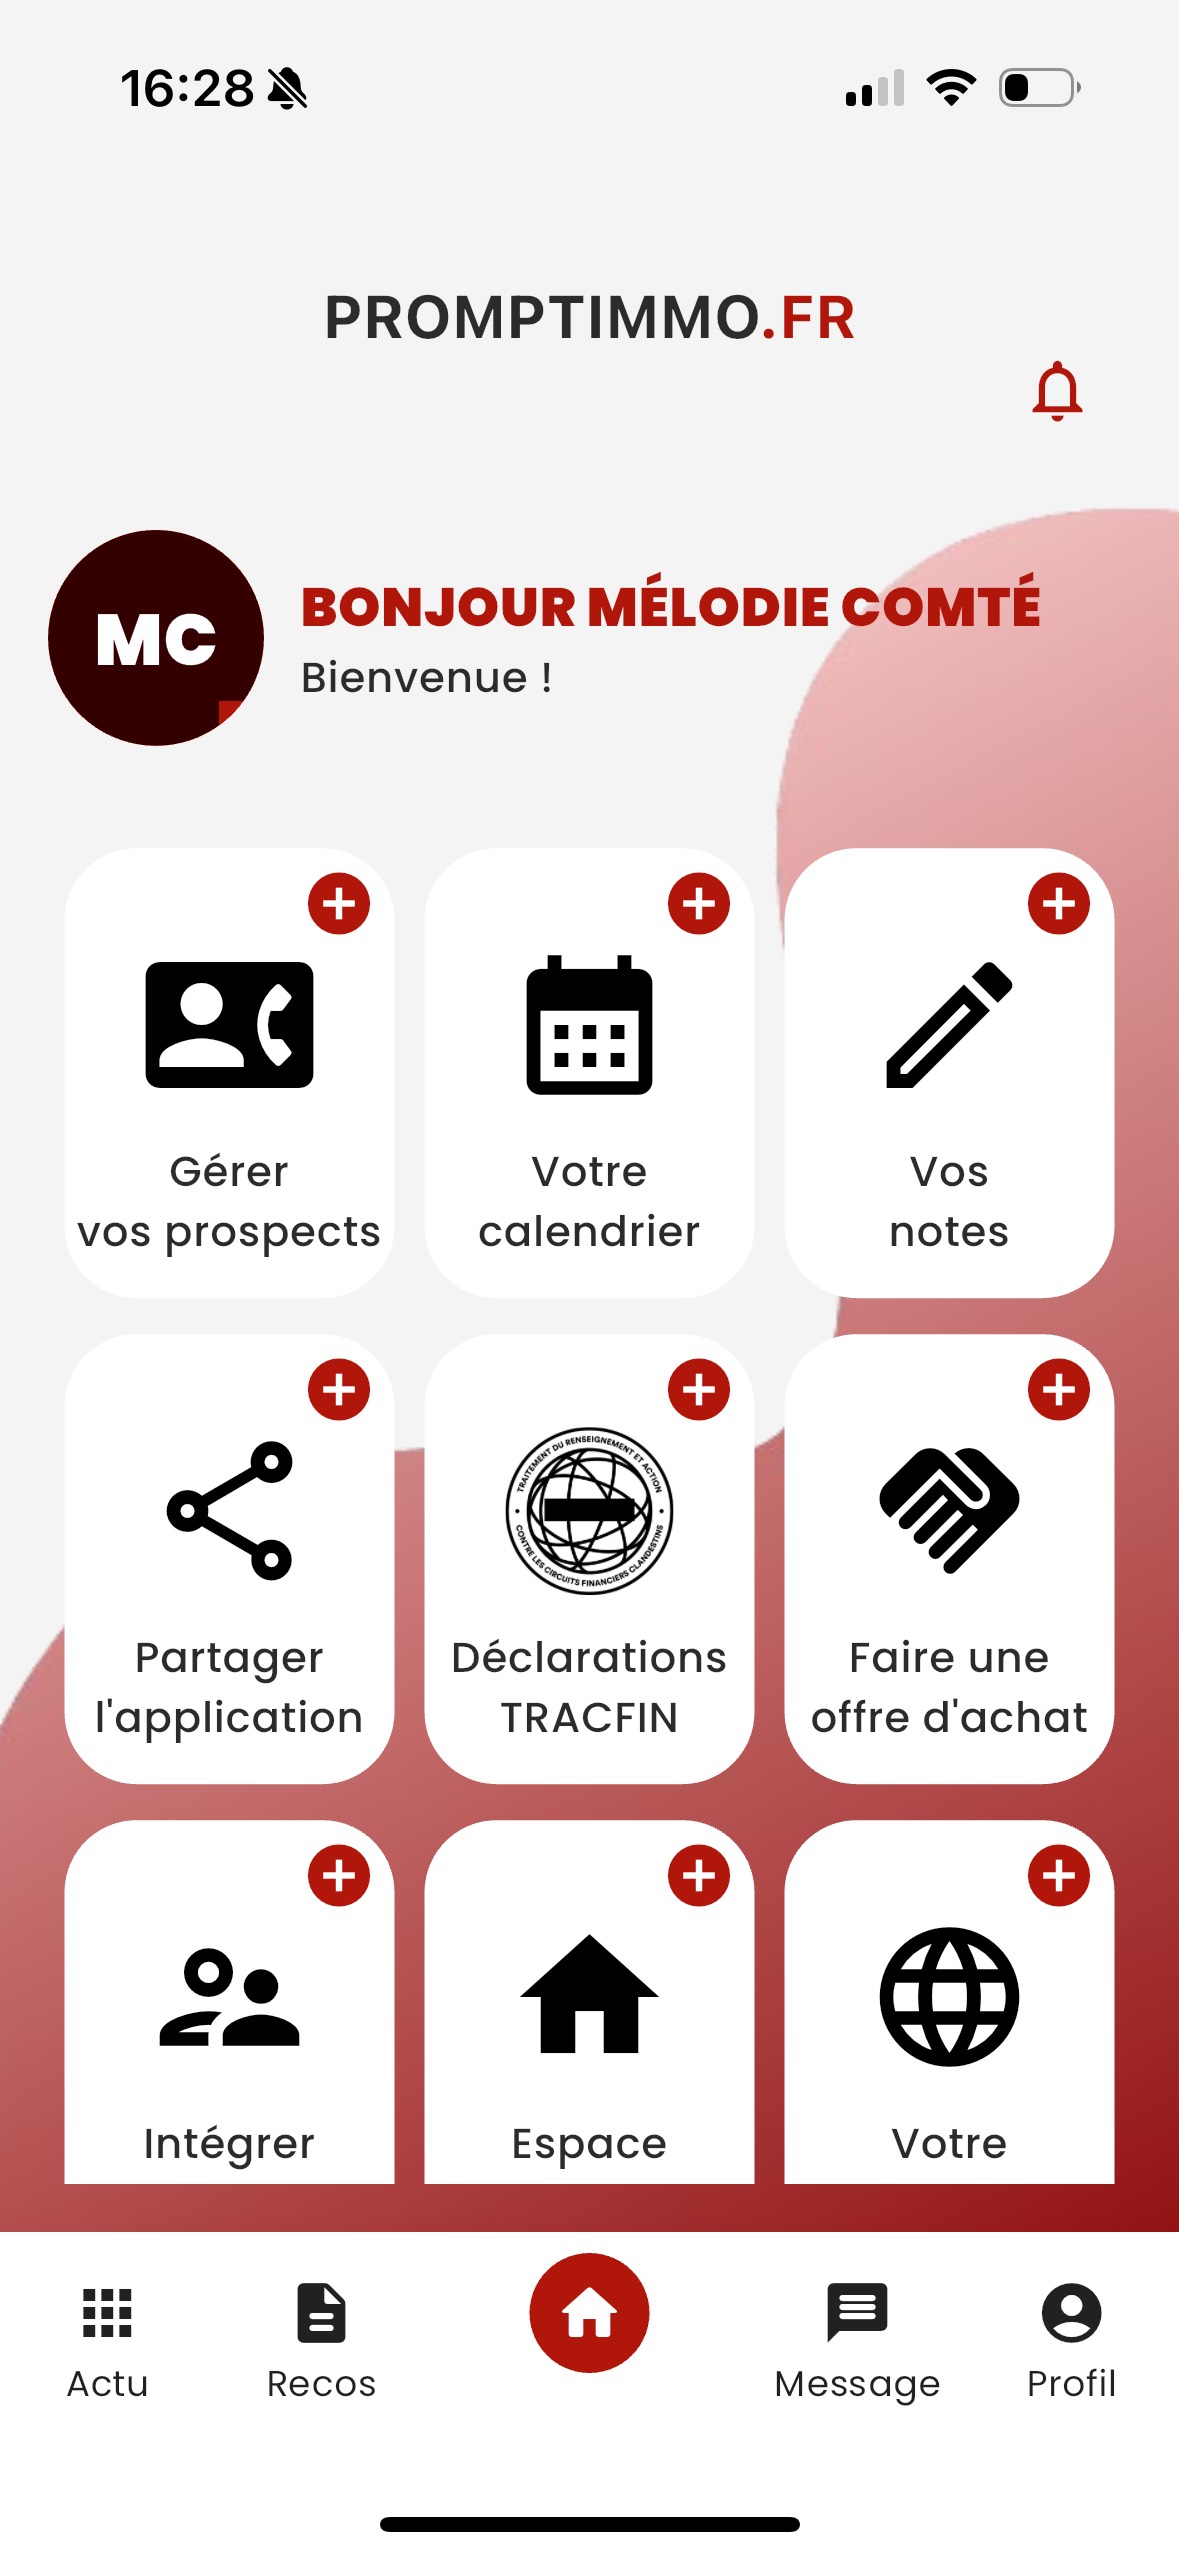 16:28
PROMPTIMMO.FR
MC
BONJOUR MÉLODIE COMTÉ
Bienvenue !
Gérer
vos prospects
Votre
calendrier
Vos
notes
Partager
l'application
TRAITEMENT DU RENSEIGNEMENT ET ACTION
CONTRE LES CIRCUITS FINANCIERS CLANDESTINS
Déclarations
TRACFIN
Faire une
offre d'achat
Intégrer
Espace
Votre
Actu
Recos
Message
Profil